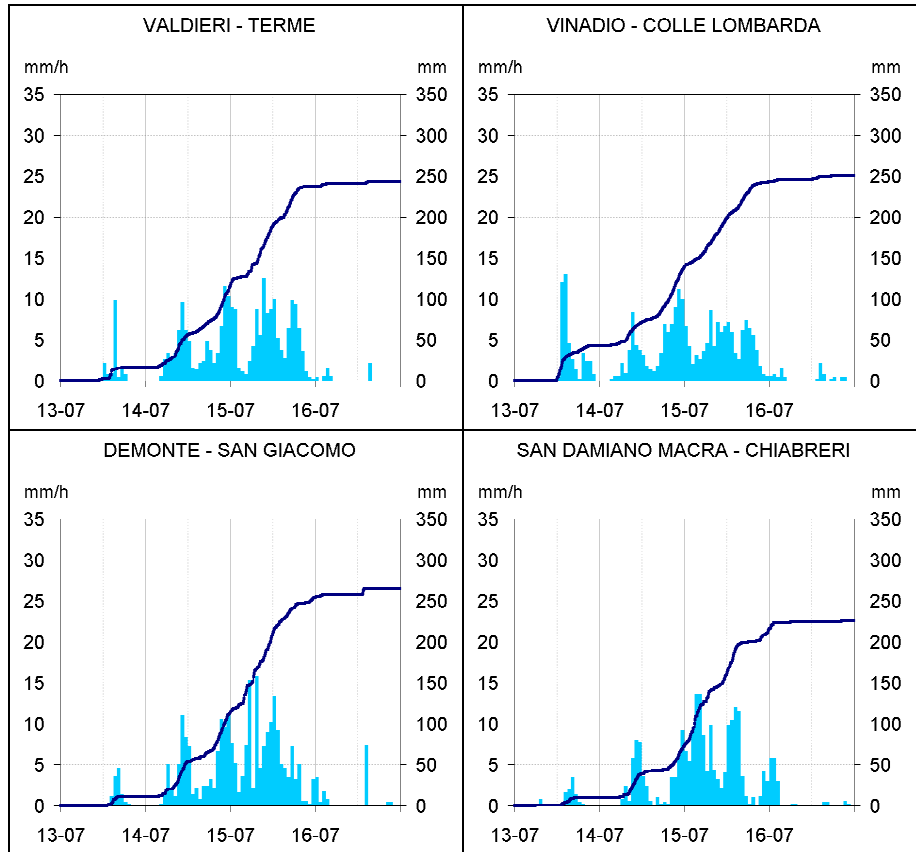 VALDIERI - TERME
mm/h mm
35 350
30 300
25 250
20 200
15 150
10 100
5 50
0 0
13-07 14-07 15-07 16-07
VINADIO - COLLE LOMBARDA
mm/h mm
35 350
30 300
25 250
20 200
15 150
10 100
5 50
0 0
13-07 14-07 15-07 16-07
DEMONTE - SAN GIACOMO
mm/h mm
35 350
30 300
25 250
20 200
15 150
10 100
5 50
0 0
13-07 14-07 15-07 16-07
SAN DAMIANO MACRA - CHIABRERI
mm/h mm
35 350
30 300
25 250
20 200
15 150
10 100
5 50
0 0
13-07 14-07 15-07 16-07